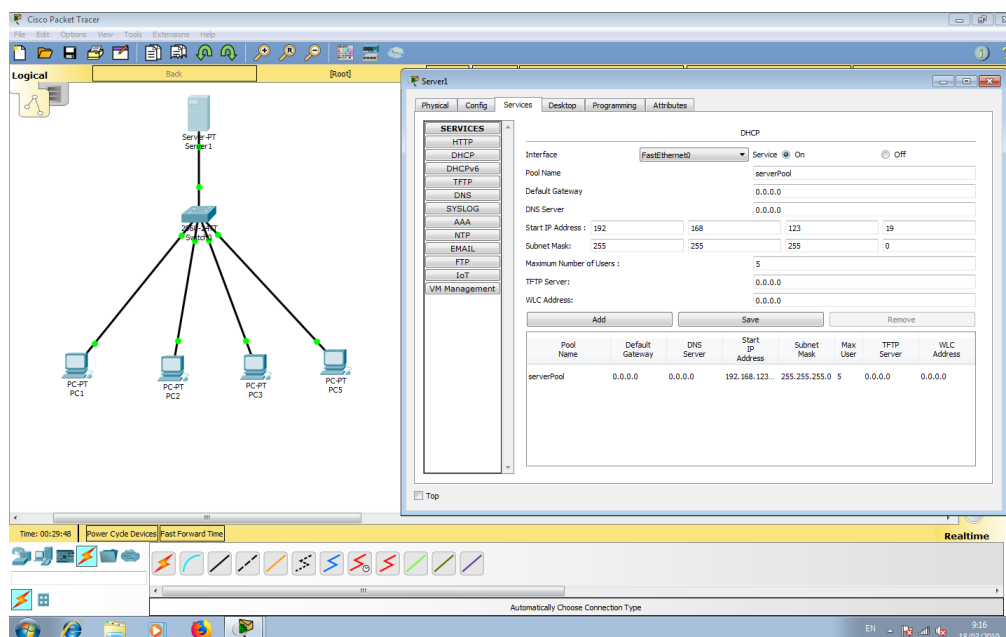 Cisco Packet Tracer
File Edit Options View Tools Extensions Help
Logical
Back
[Root]
Server-PT
Server1
Switch0
PC-PT
PC1
PC-PT
PC2
PC-PT
PC3
PC-PT
PC5
Server1
Physical Config Services Desktop Programming Attributes
SERVICES
HTTP
DHCP
DHCPv6
TFTP
DNS
SYSLOG
AAA
NTP
EMAIL
FTP
IoT
VM Management
DHCP
Interface FastEthernet0 Service On Off
Pool Name serverPool
Default Gateway 0.0.0.0
DNS Server 0.0.0.0
Start IP Address : 192 168 123 19
Subnet Mask: 255 255 255 0
Maximum Number of Users : 5
TFTP Server: 0.0.0.0
WLC Address: 0.0.0.0
Add Save Remove
Pool Name Default Gateway DNS Server Start IP Address Subnet Mask Max User TFTP Server WLC Address
serverPool 0.0.0.0 0.0.0.0 192.168.123... 255.255.255.0 5 0.0.0.0 0.0.0.0
Top
Time: 00:29:48 Power Cycle Devices Fast Forward Time
Realtime
Automatically Choose Connection Type
EN
9:16